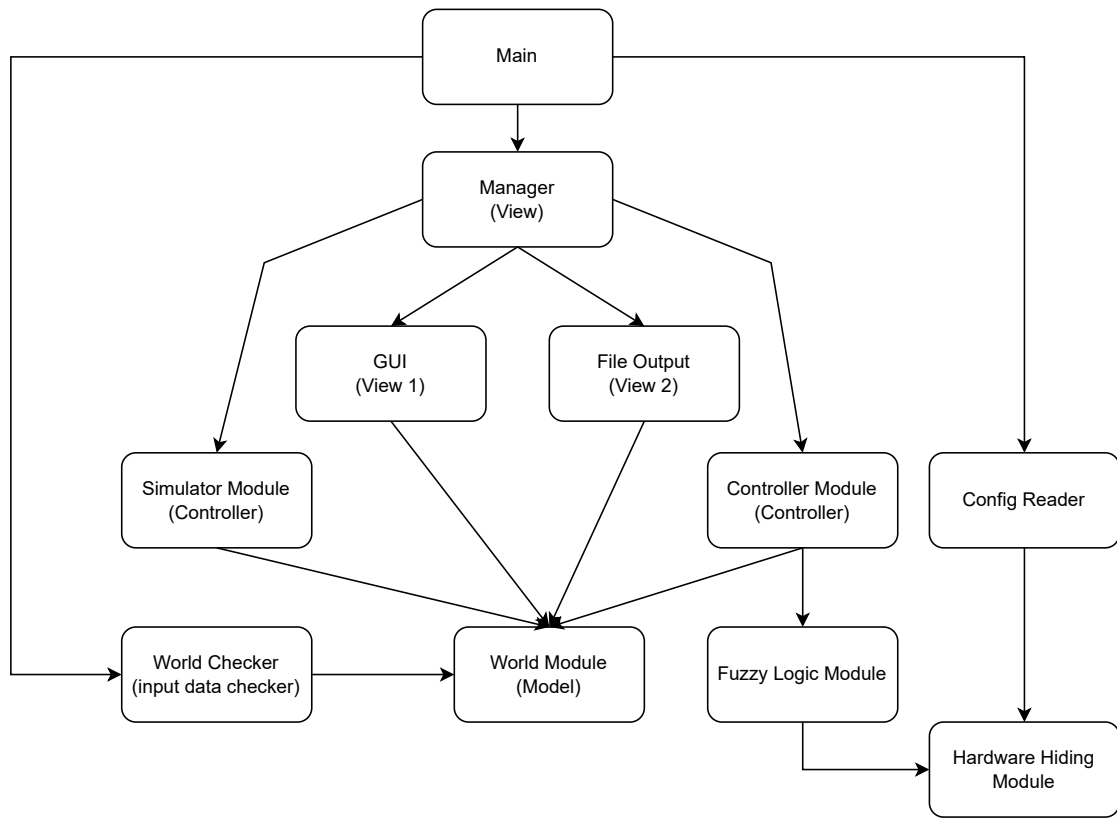 Main
Manager
(View)
GUI
(View 1)
File Output
(View 2)
Simulator Module
(Controller)
Controller Module
(Controller)
Config Reader
World Checker
(input data checker)
World Module
(Model)
Fuzzy Logic Module
Hardware Hiding
Module